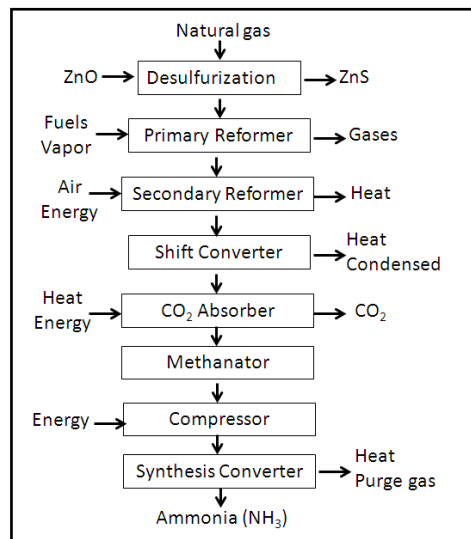 Natural gas
ZnO
Desulfurization
ZnS
Fuels
Vapor
Primary Reformer
Gases
Air
Energy
Secondary Reformer
Heat
Shift Converter
Heat
Condensed
Heat
Energy
CO₂ Absorber
CO₂
Methanator
Energy
Compressor
Synthesis Converter
Heat
Purge gas
Ammonia (NH₃)